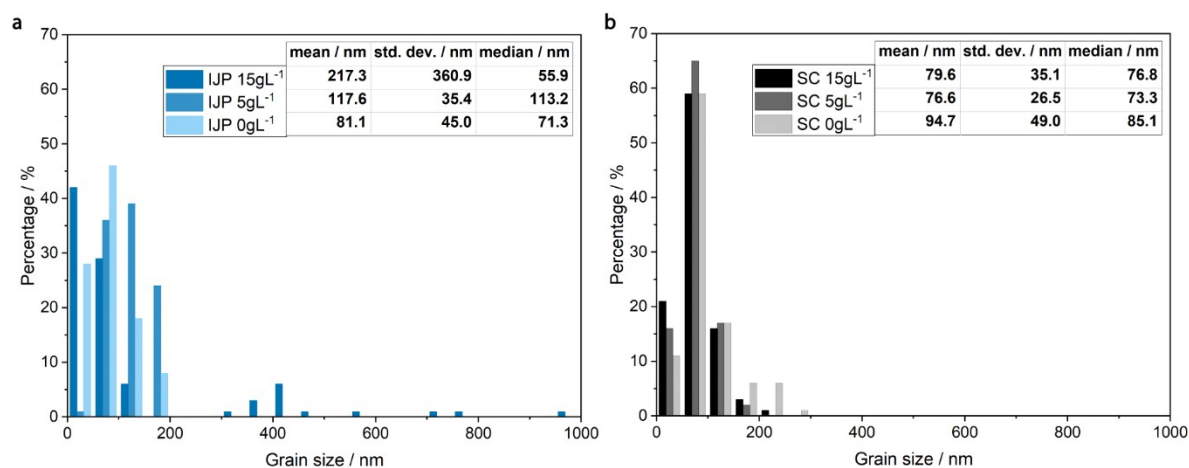 a
mean / nm std. dev. / nm median / nm
IJP 15gL⁻¹ 217.3 360.9 55.9
IJP 5gL⁻¹ 117.6 35.4 113.2
IJP 0gL⁻¹ 81.1 45.0 71.3
Percentage / %
70
60
50
40
30
20
10
0
0 200 400 600 800 1000
Grain size / nm
b
mean / nm std. dev. / nm median / nm
SC 15gL⁻¹ 79.6 35.1 76.8
SC 5gL⁻¹ 76.6 26.5 73.3
SC 0gL⁻¹ 94.7 49.0 85.1
Percentage / %
70
60
50
40
30
20
10
0
0 200 400 600 800 1000
Grain size / nm